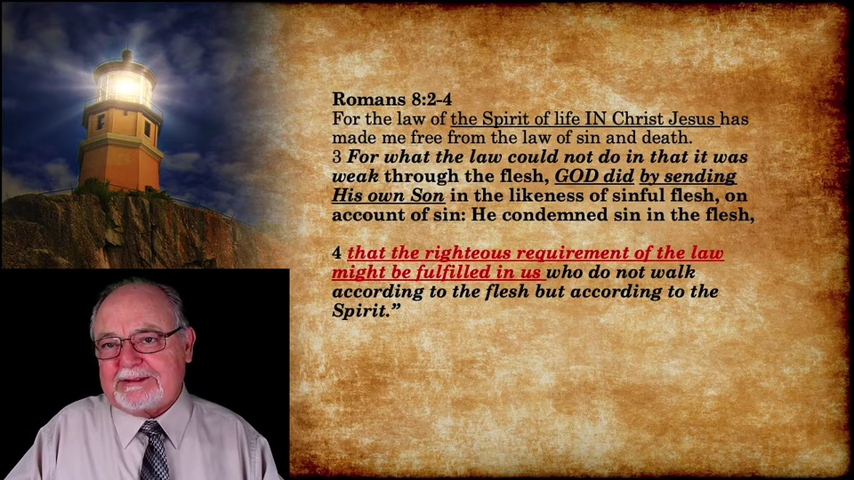 Romans 8:2-4
For the law of the Spirit of life IN Christ Jesus has
made me free from the law of sin and death.
3 For what the law could not do in that it was
weak through the flesh, GOD did by sending
His own Son in the likeness of sinful flesh, on
account of sin: He condemned sin in the flesh,
4 that the righteous requirement of the law
might be fulfilled in us who do not walk
according to the flesh but according to the
Spirit.”